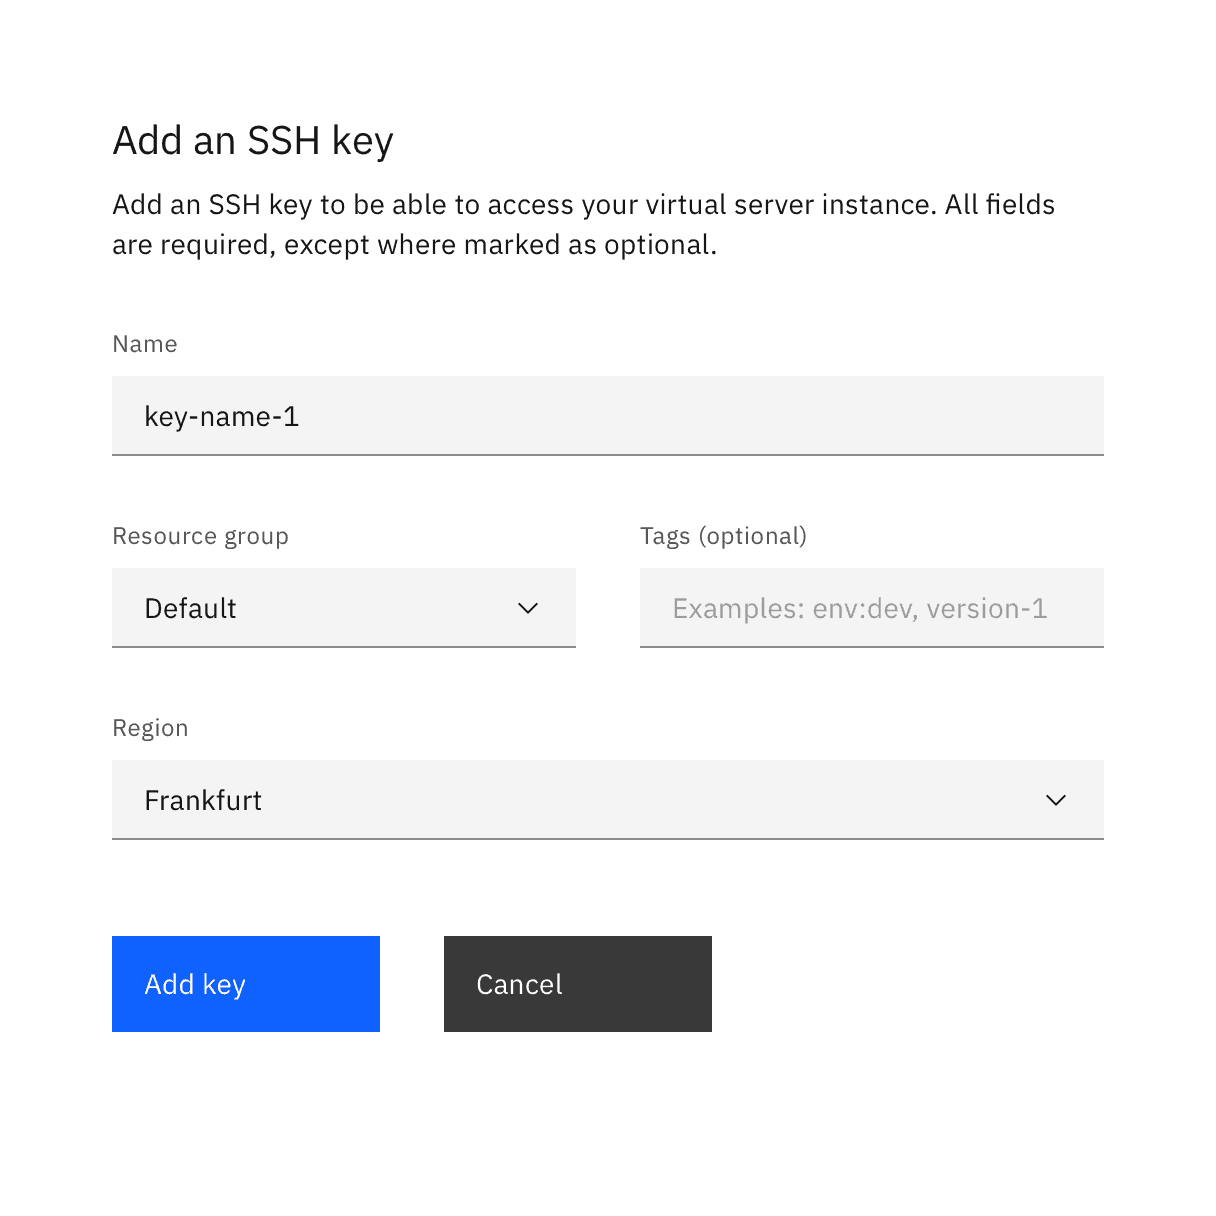 Add an SSH key
Add an SSH key to be able to access your virtual server instance. All fields
are required, except where marked as optional.
Name
key-name-1
Resource group
Default
Tags (optional)
Examples: env:dev, version-1
Region
Frankfurt
Add key
Cancel